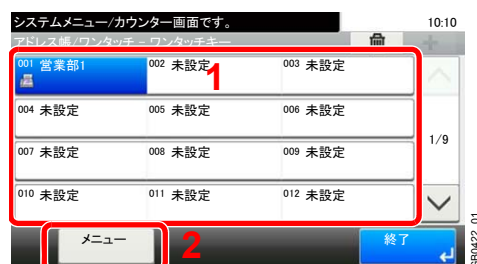 システムメニュー/カウンター画面です。 10:10
アドレス帳/ワンタッチ - ワンタッチキー
001 営業部1 002 未設定 1 003 未設定
004 未設定 005 未設定 006 未設定
1/9
007 未設定 008 未設定 009 未設定
010 未設定 011 未設定 012 未設定
メニュー 2 終了